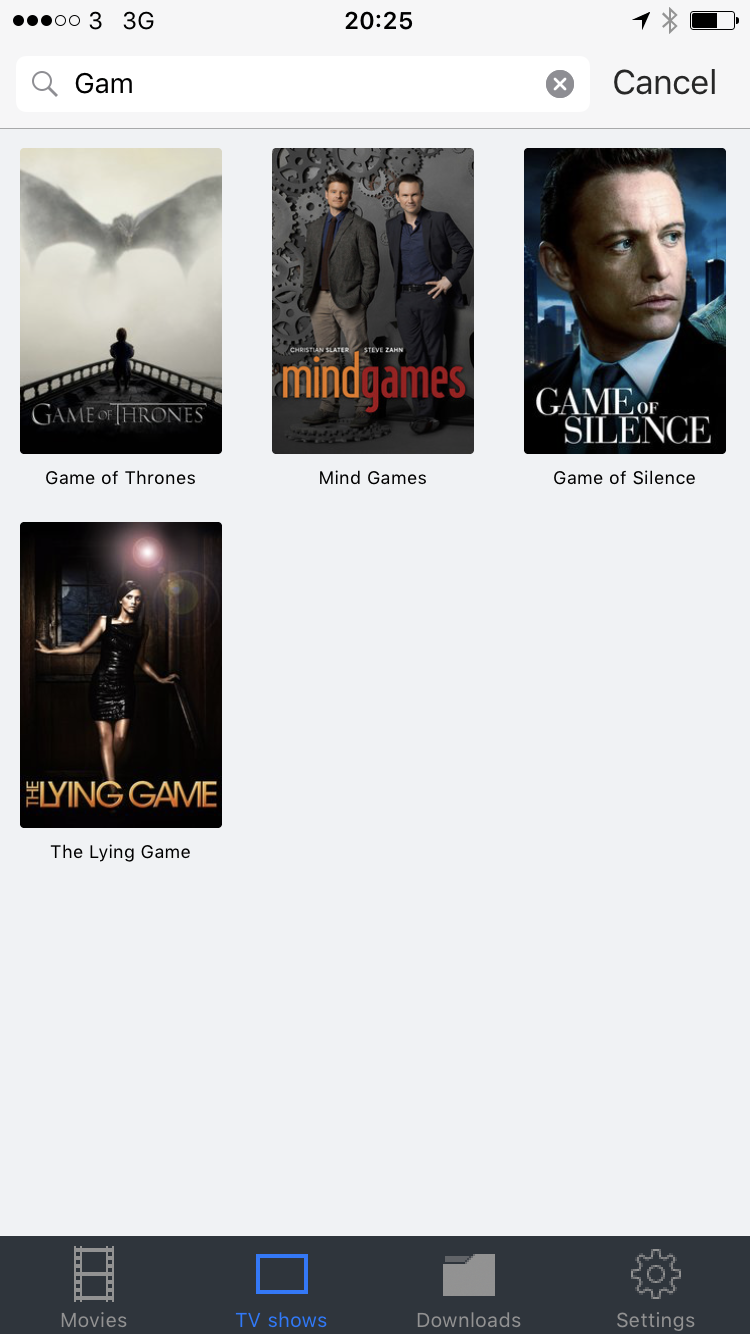 3 3G 20:25
Gam Cancel
GAME OF THRONES
CHRISTIAN SLATER STEVE ZAHN
mindgames
GAME OF
SILENCE
Game of Thrones Mind Games Game of Silence
THE LYING GAME
The Lying Game
Movies TV shows Downloads Settings